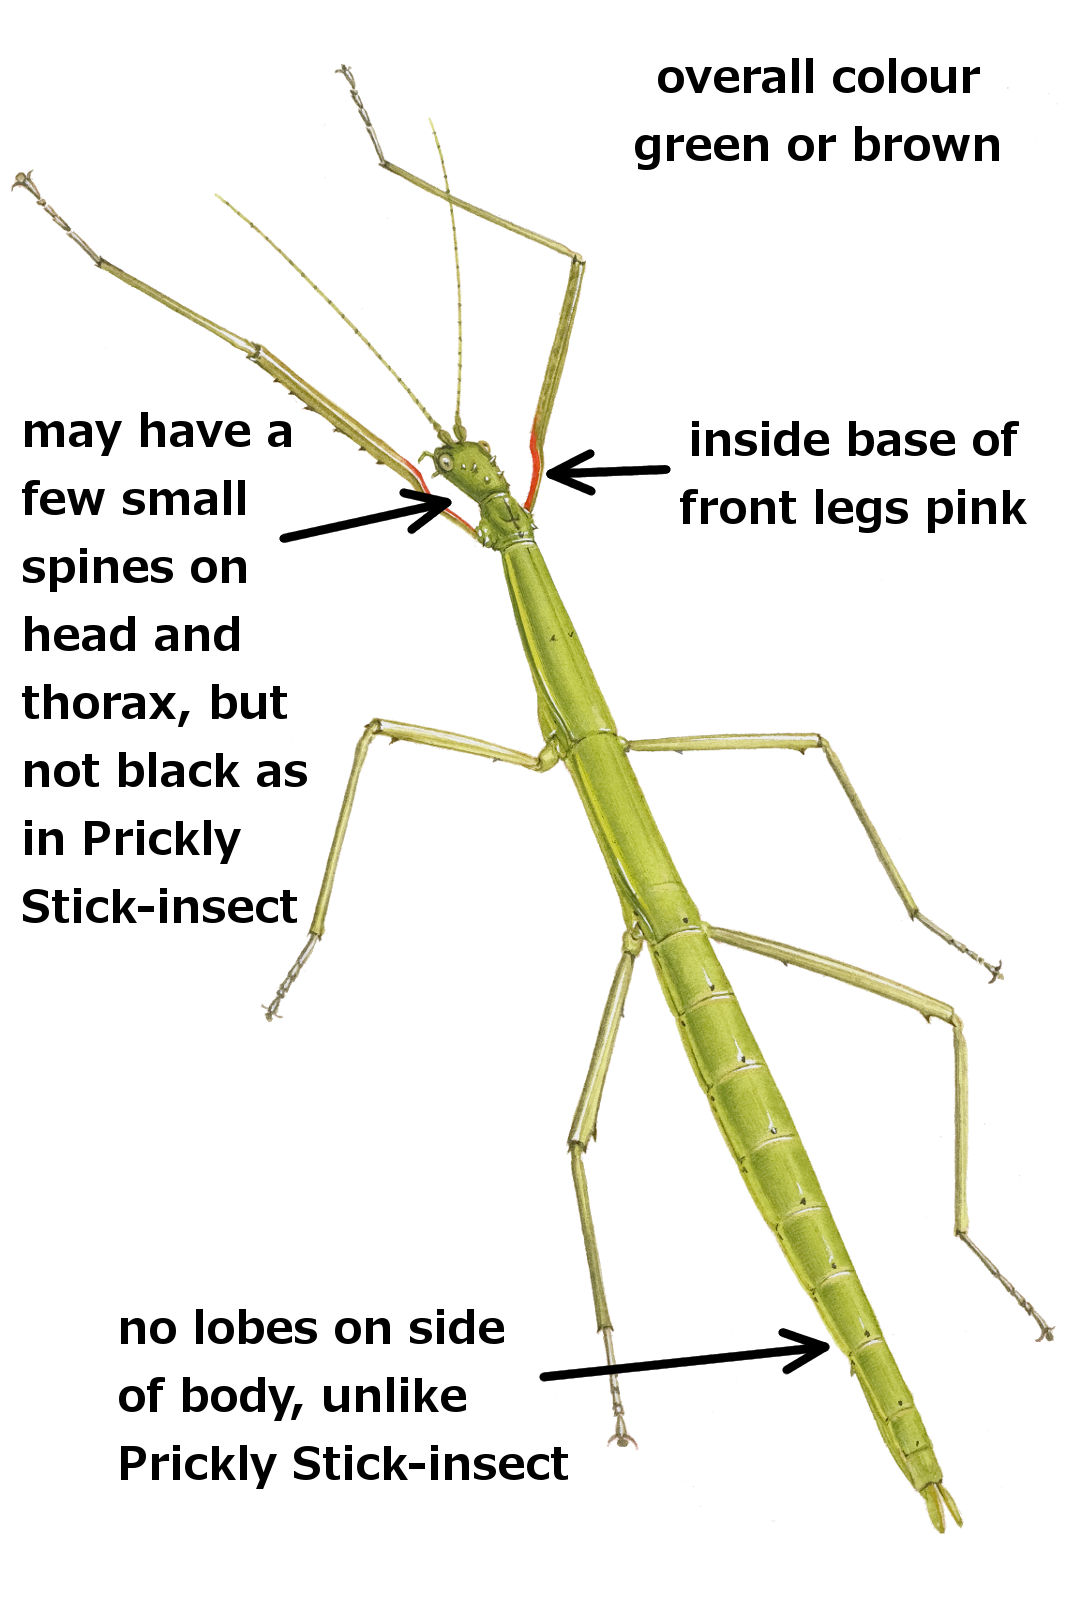 overall colour
green or brown
may have a
few small
spines on
head and
thorax, but
not black as
in Prickly
Stick-insect
inside base of
front legs pink
no lobes on side
of body, unlike
Prickly Stick-insect